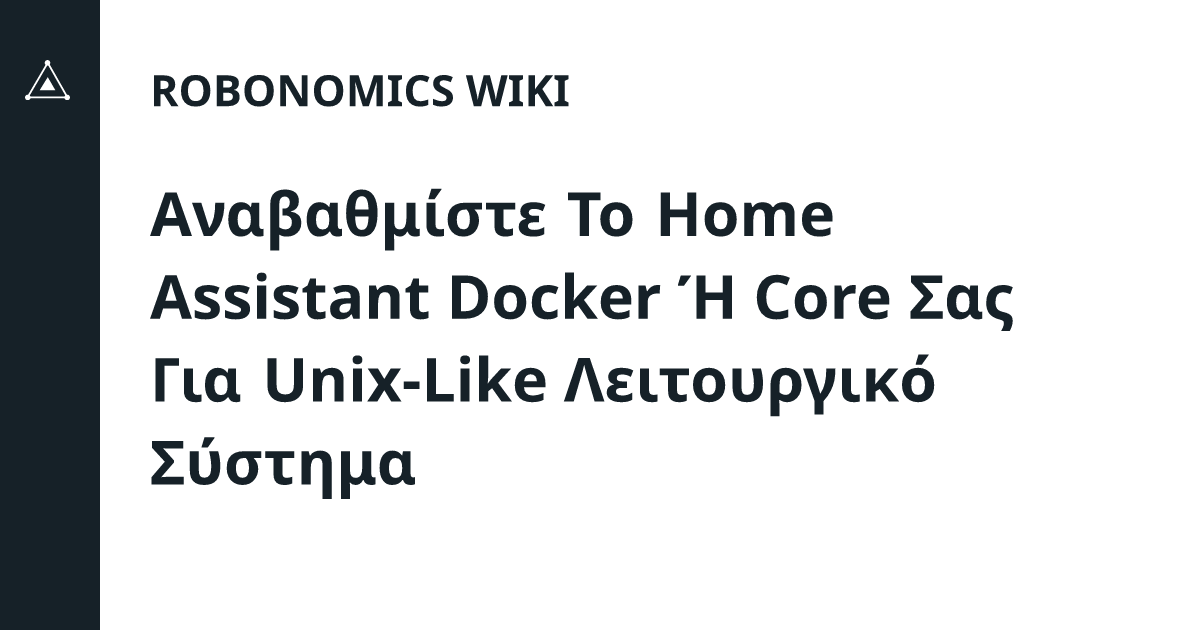 ROBONOMICS WIKI
Αναβαθμίστε Το Home
Assistant Docker Ή Core Σας
Για Unix-Like Λειτουργικό
Σύστημα